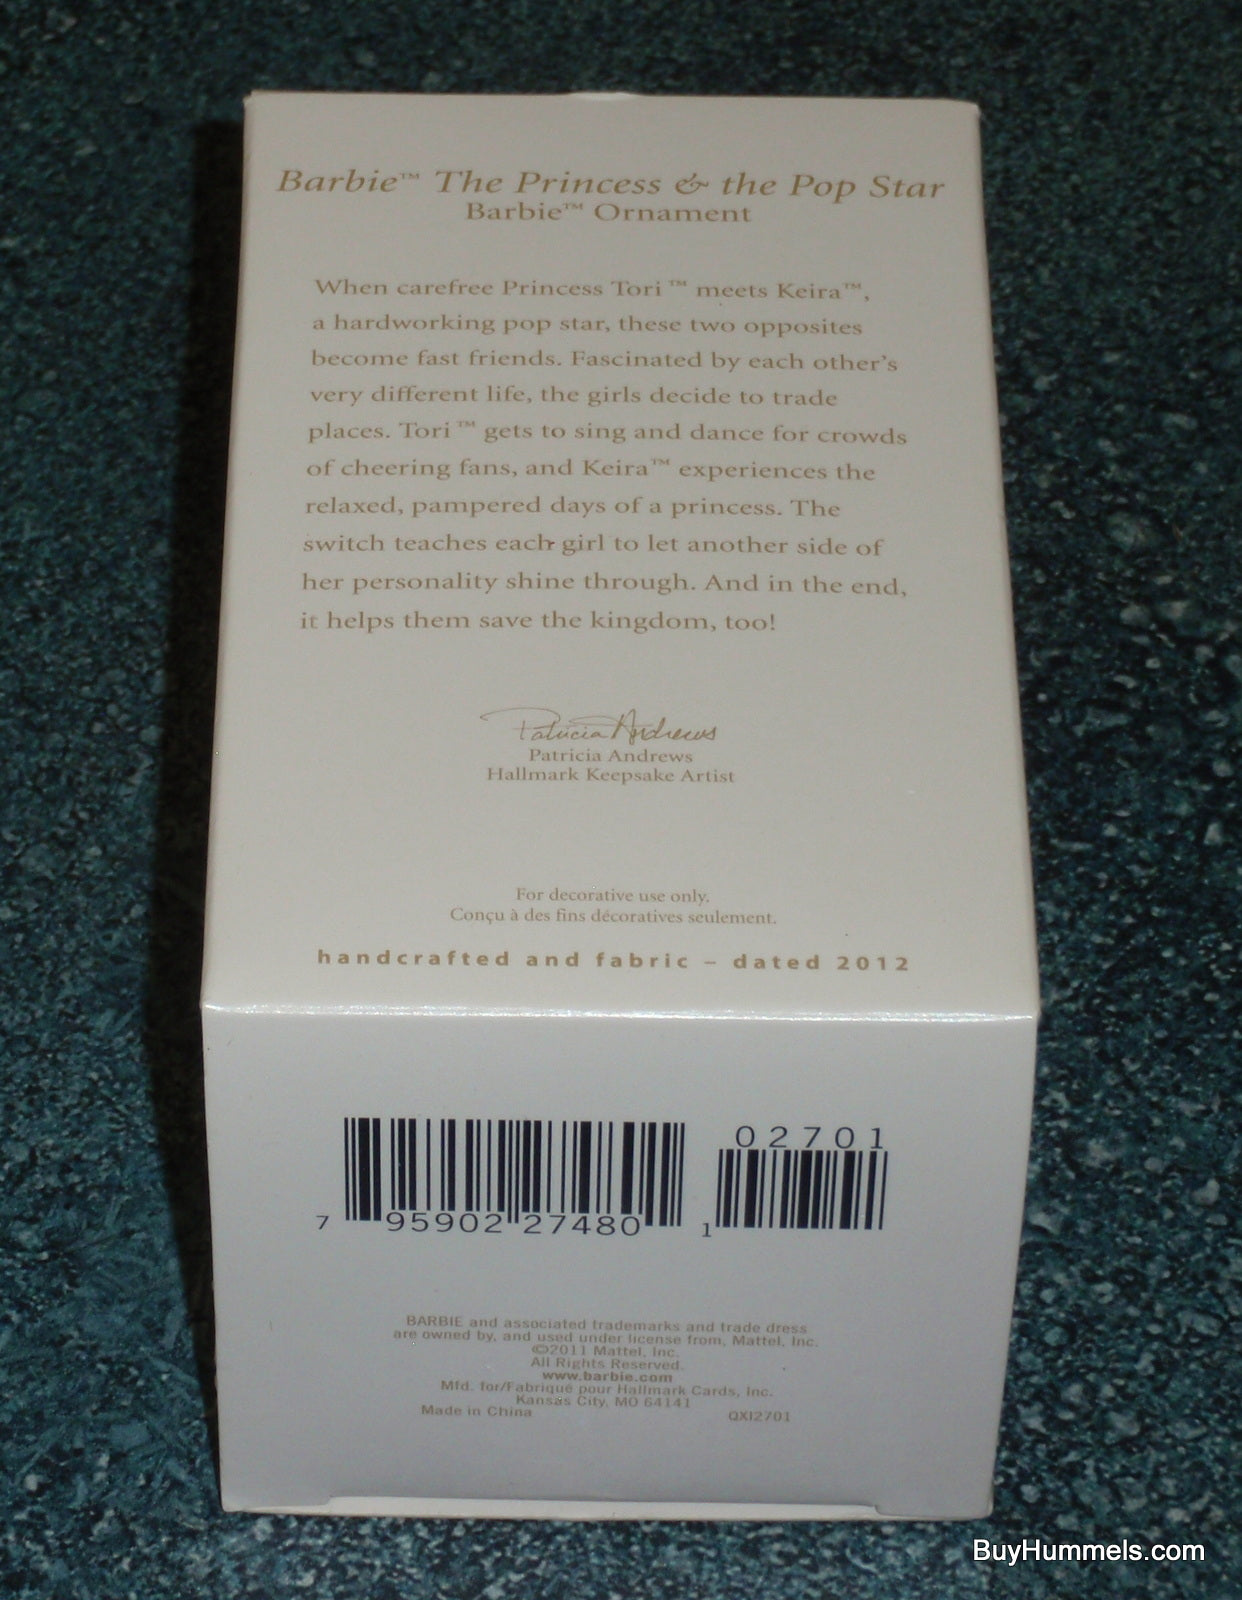 Barbie™ The Princess & the Pop Star
Barbie™ Ornament
When carefree Princess Tori™ meets Keira™,
a hardworking pop star, these two opposites
become fast friends. Fascinated by each other's
very different life, the girls decide to trade
places. Tori™ gets to sing and dance for crowds
of cheering fans, and Keira™ experiences the
relaxed, pampered days of a princess. The
switch teaches each girl to let another side of
her personality shine through. And in the end,
it helps them save the kingdom, too!
Patricia Andrews
Patricia Andrews
Hallmark Keepsake Artist
For decorative use only.
Conçu à des fins décoratives seulement.
handcrafted and fabric – dated 2012
02701
7 95902 27480 1
BARBIE and associated trademarks and trade dress
are owned by, and used under license from, Mattel, Inc.
©2011 Mattel, Inc.
All Rights Reserved.
www.barbie.com
Mfd. for/Fabriqué pour Hallmark Cards, Inc.
Kansas City, MO 64141
Made in China QXI2701
BuyHummels.com